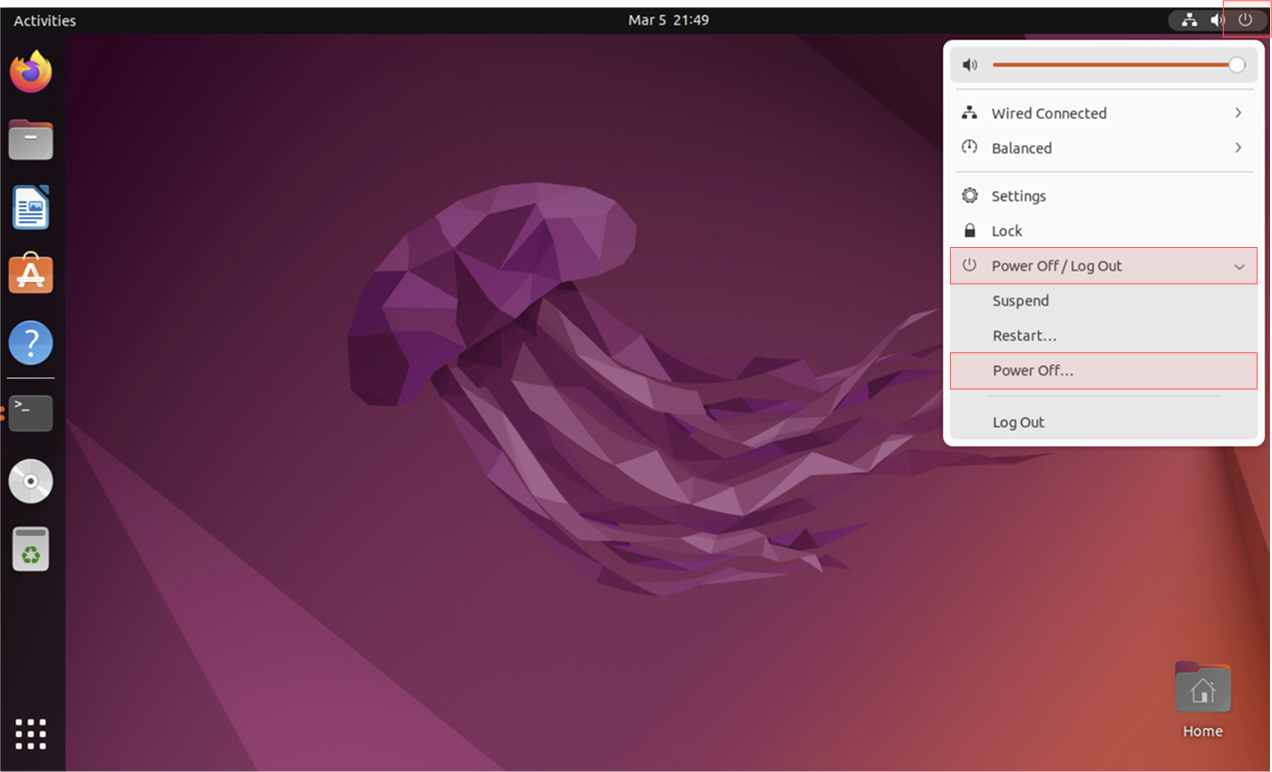 Activities
Mar 5 21:49
Wired Connected
Balanced
Settings
Lock
Power Off / Log Out
Suspend
Restart...
Power Off...
Log Out
?
>_
Home